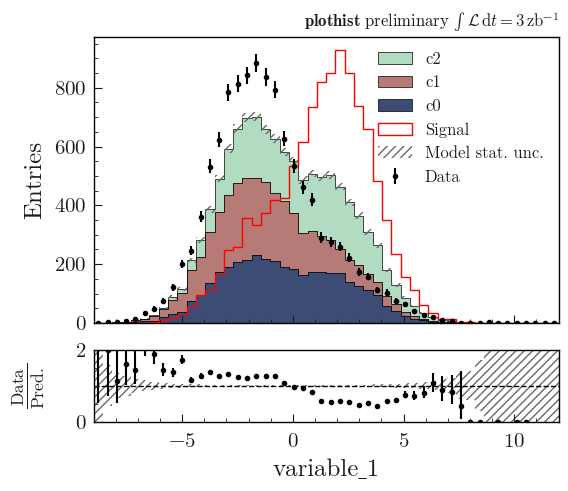 plothist preliminary ∫ ℒ dt = 3 zb⁻¹
Entries
800
600
400
200
0
c2
c1
c0
Signal
Model stat. unc.
Data
Data
Pred.
2
0
−5
0
5
10
variable_1